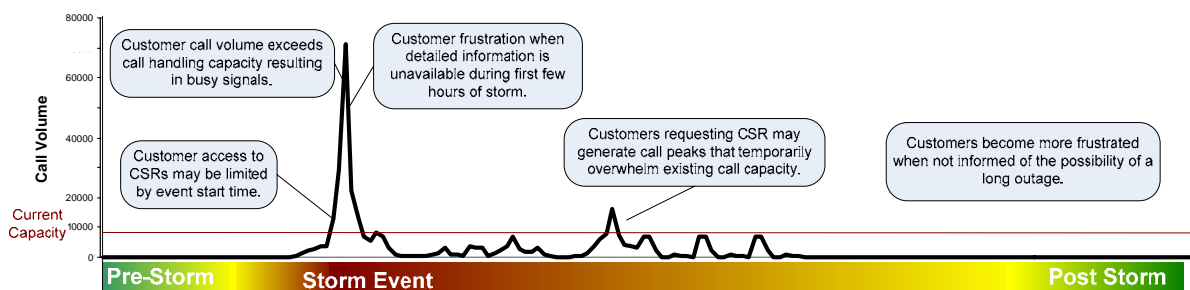 80000
60000
40000
20000
10000
0
Call Volume
Current
Capacity
Customer call volume exceeds
call handling capacity resulting
in busy signals.
Customer frustration when
detailed information is
unavailable during first few
hours of storm.
Customer access to
CSRs may be limited
by event start time.
Customers requesting CSR may
generate call peaks that temporarily
overwhelm existing call capacity.
Customers become more frustrated
when not informed of the possibility of a
long outage.
Pre-Storm
Storm Event
Post Storm